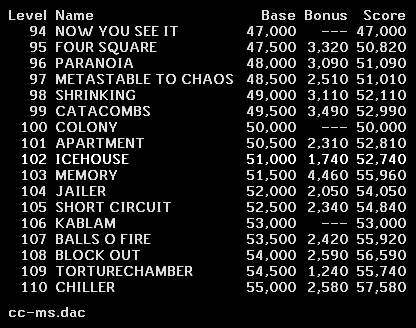 Level Name Base Bonus Score
94 NOW YOU SEE IT 47,000 --- 47,000
95 FOUR SQUARE 47,500 3,320 50,820
96 PARANOIA 48,000 3,090 51,090
97 METASTABLE TO CHAOS 48,500 2,510 51,010
98 SHRINKING 49,000 3,110 52,110
99 CATACOMBS 49,500 3,490 52,990
100 COLONY 50,000 --- 50,000
101 APARTMENT 50,500 2,310 52,810
102 ICEHOUSE 51,000 1,740 52,740
103 MEMORY 51,500 4,460 55,960
104 JAILER 52,000 2,050 54,050
105 SHORT CIRCUIT 52,500 2,340 54,840
106 KABLAM 53,000 --- 53,000
107 BALLS O FIRE 53,500 2,420 55,920
108 BLOCK OUT 54,000 2,590 56,590
109 TORTURECHAMBER 54,500 1,240 55,740
110 CHILLER 55,000 2,580 57,580
cc-ms.dac